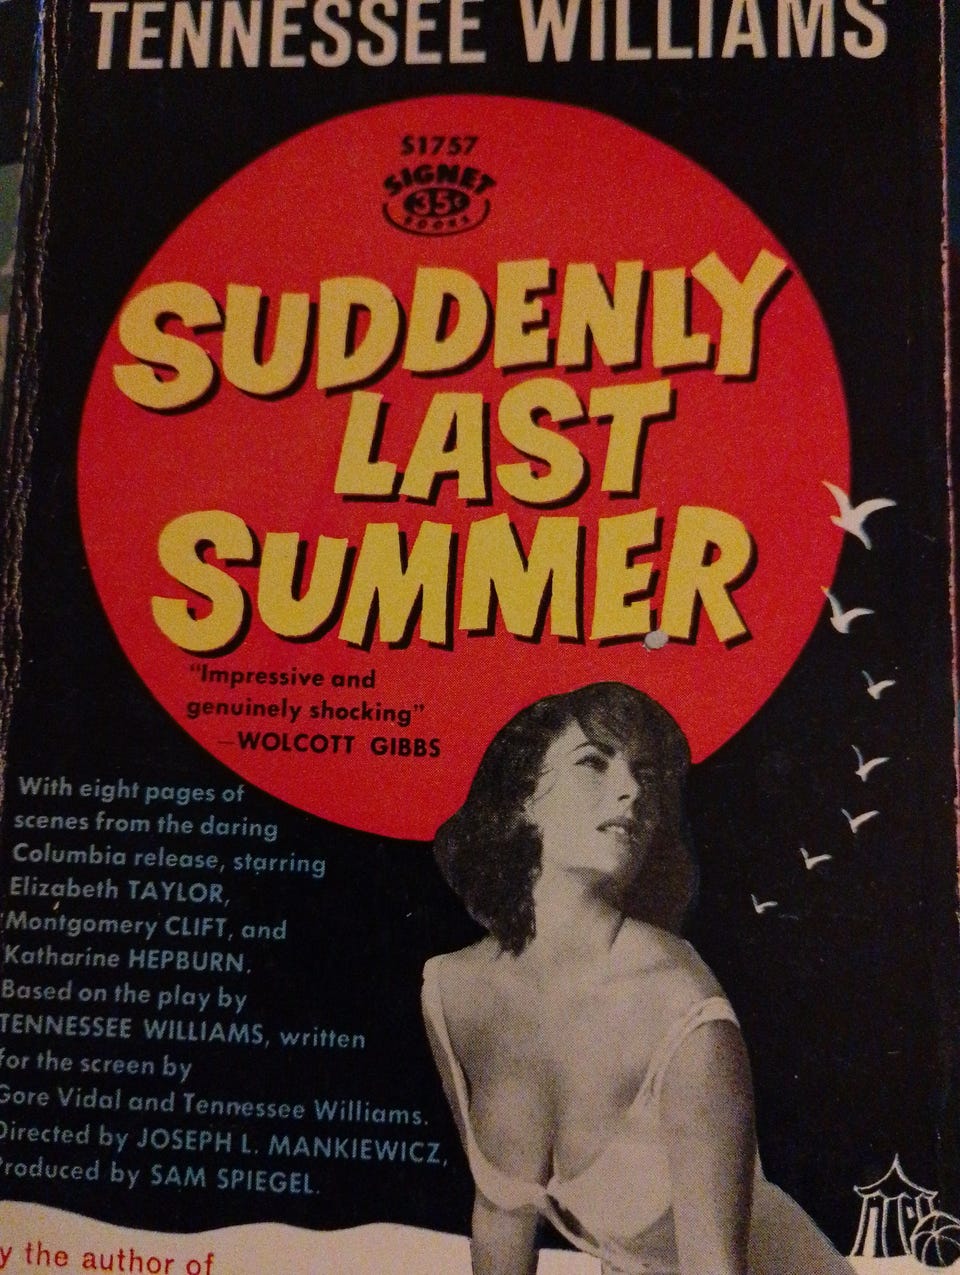 TENNESSEE WILLIAMS
S1757
SIGNET
35¢
BOOKS
SUDDENLY
LAST
SUMMER
"Impressive and
genuinely shocking"
—WOLCOTT GIBBS
With eight pages of
scenes from the daring
Columbia release, starring
Elizabeth TAYLOR,
Montgomery CLIFT, and
Katharine HEPBURN.
Based on the play by
TENNESSEE WILLIAMS, written
for the screen by
Gore Vidal and Tennessee Williams.
Directed by JOSEPH L. MANKIEWICZ,
Produced by SAM SPIEGEL.
y the author of